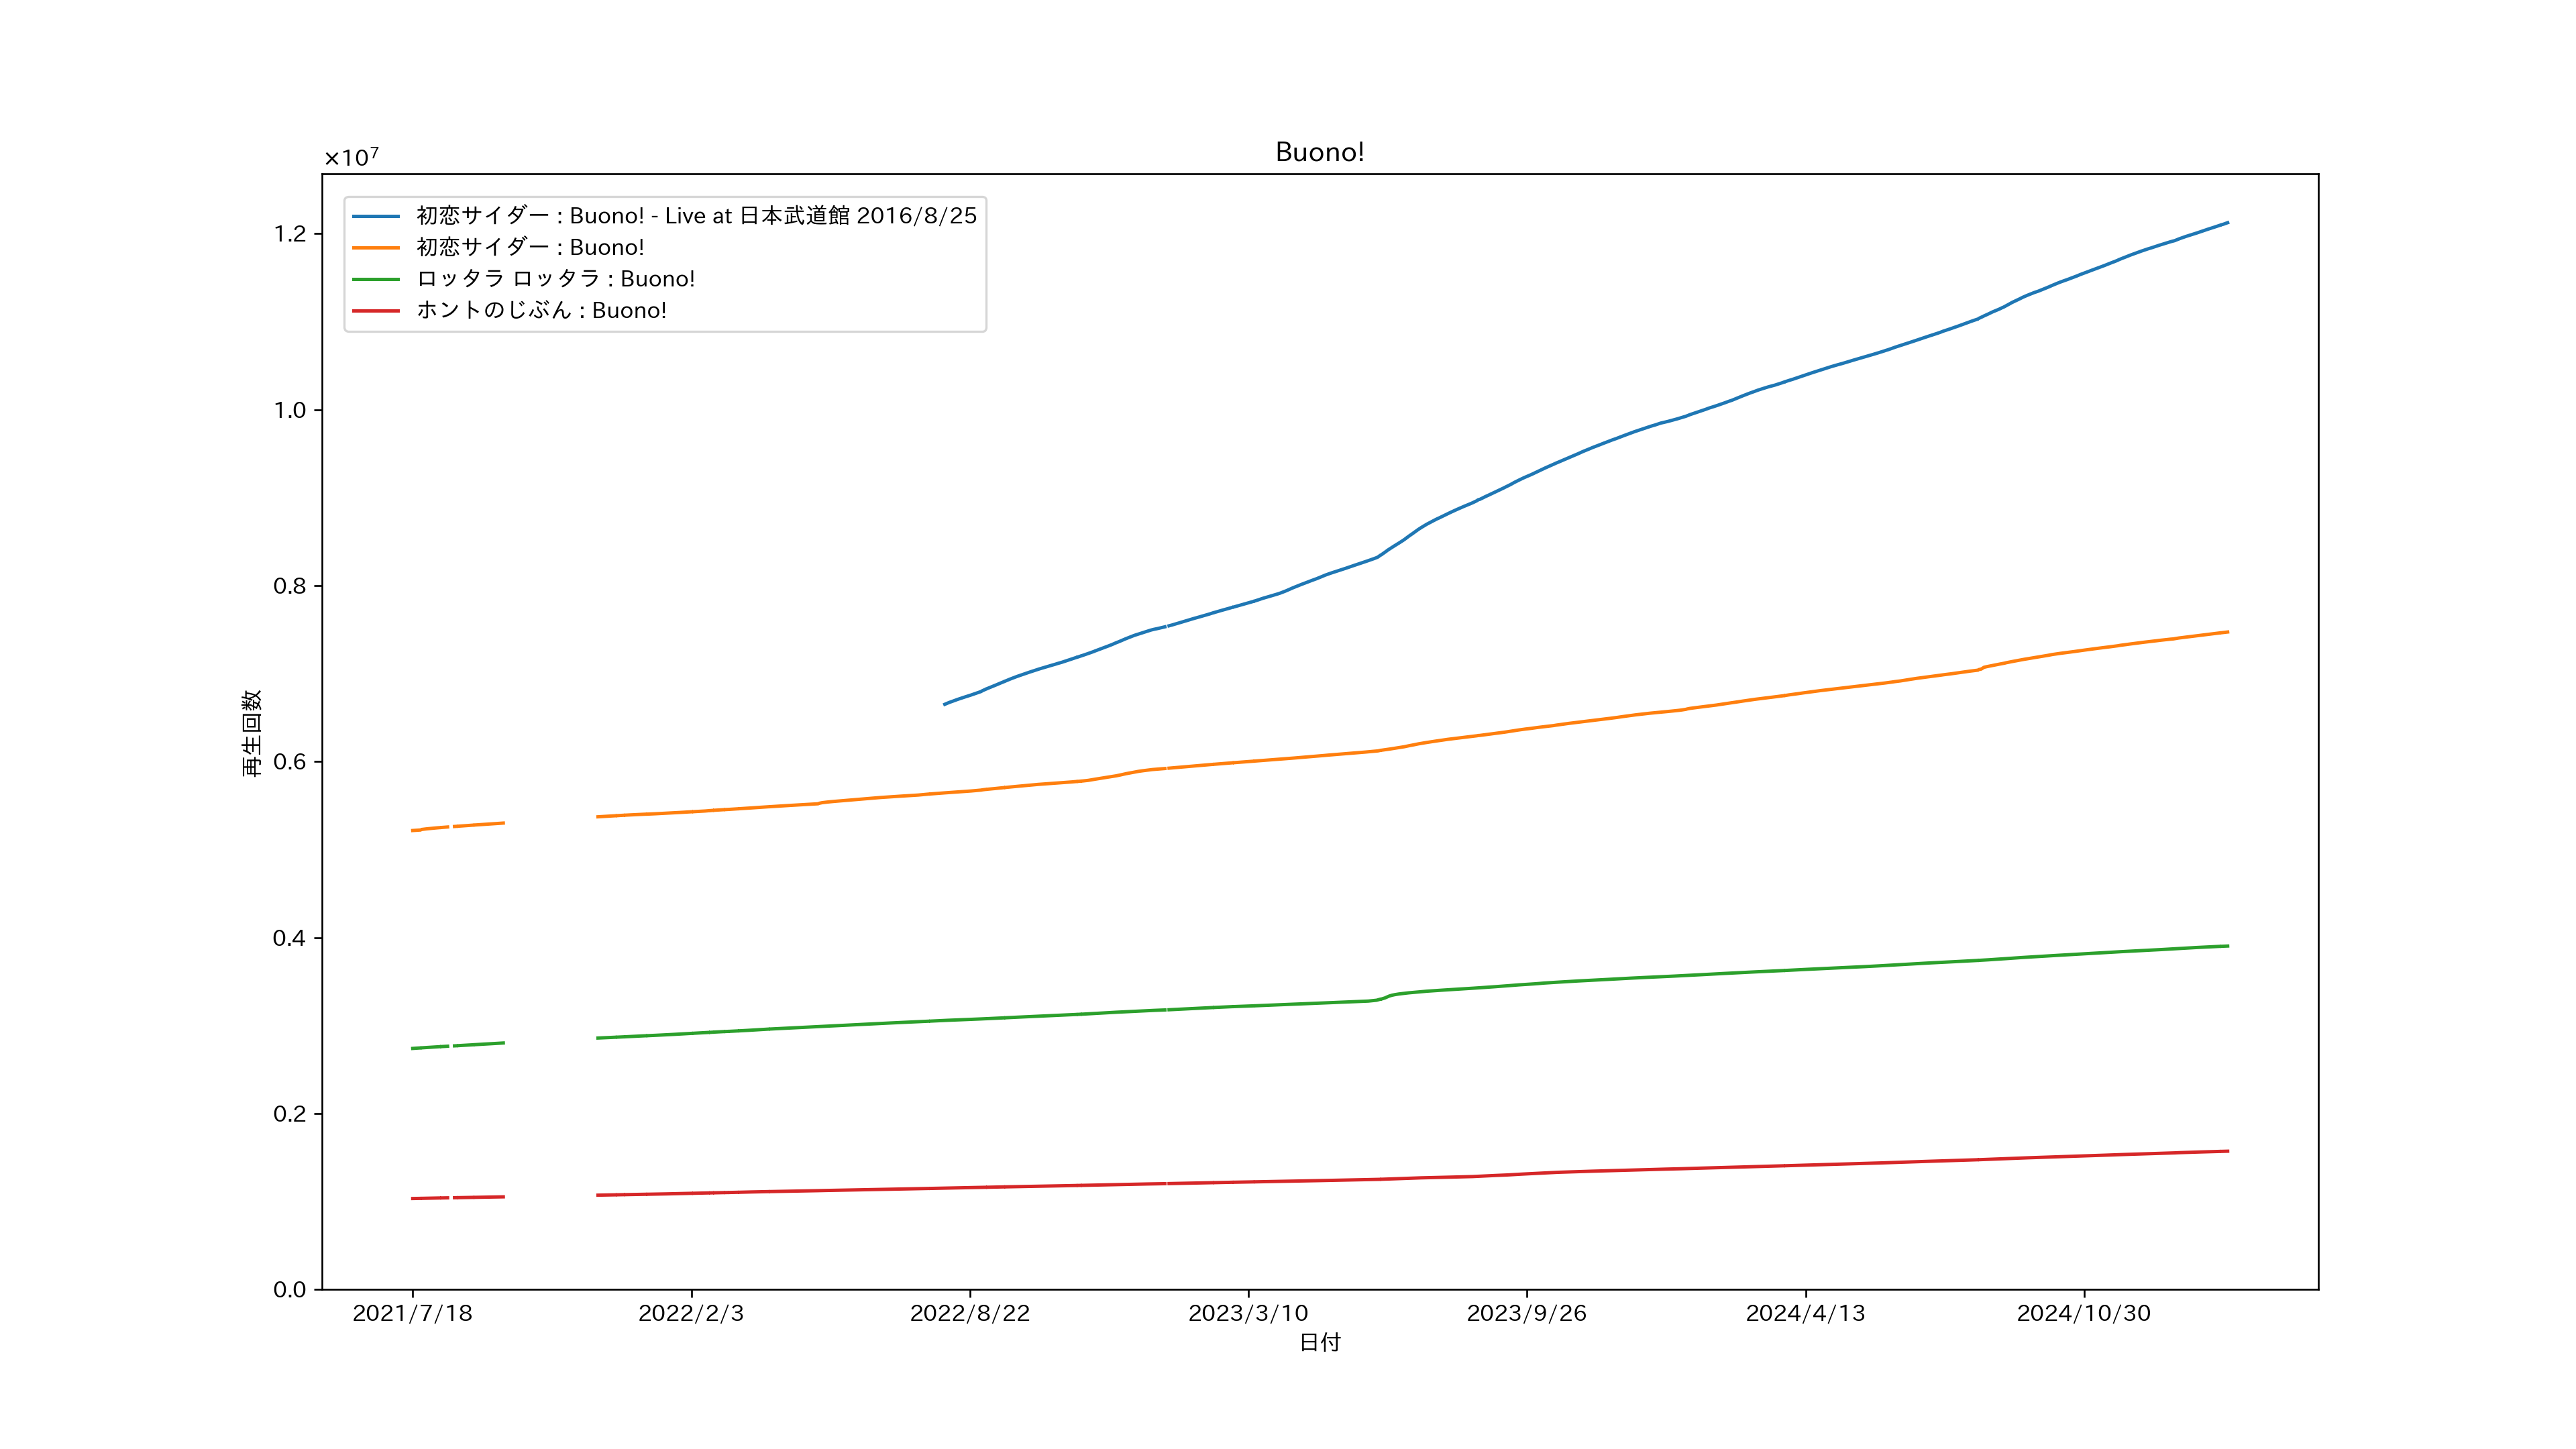 Buono!
×10⁷
初恋サイダー : Buono! - Live at 日本武道館 2016/8/25
初恋サイダー : Buono!
ロッタラ ロッタラ : Buono!
ホントのじぶん : Buono!
1.2
1.0
0.8
0.6
0.4
0.2
0.0
再生回数
2021/7/18 2022/2/3 2022/8/22 2023/3/10 2023/9/26 2024/4/13 2024/10/30
日付